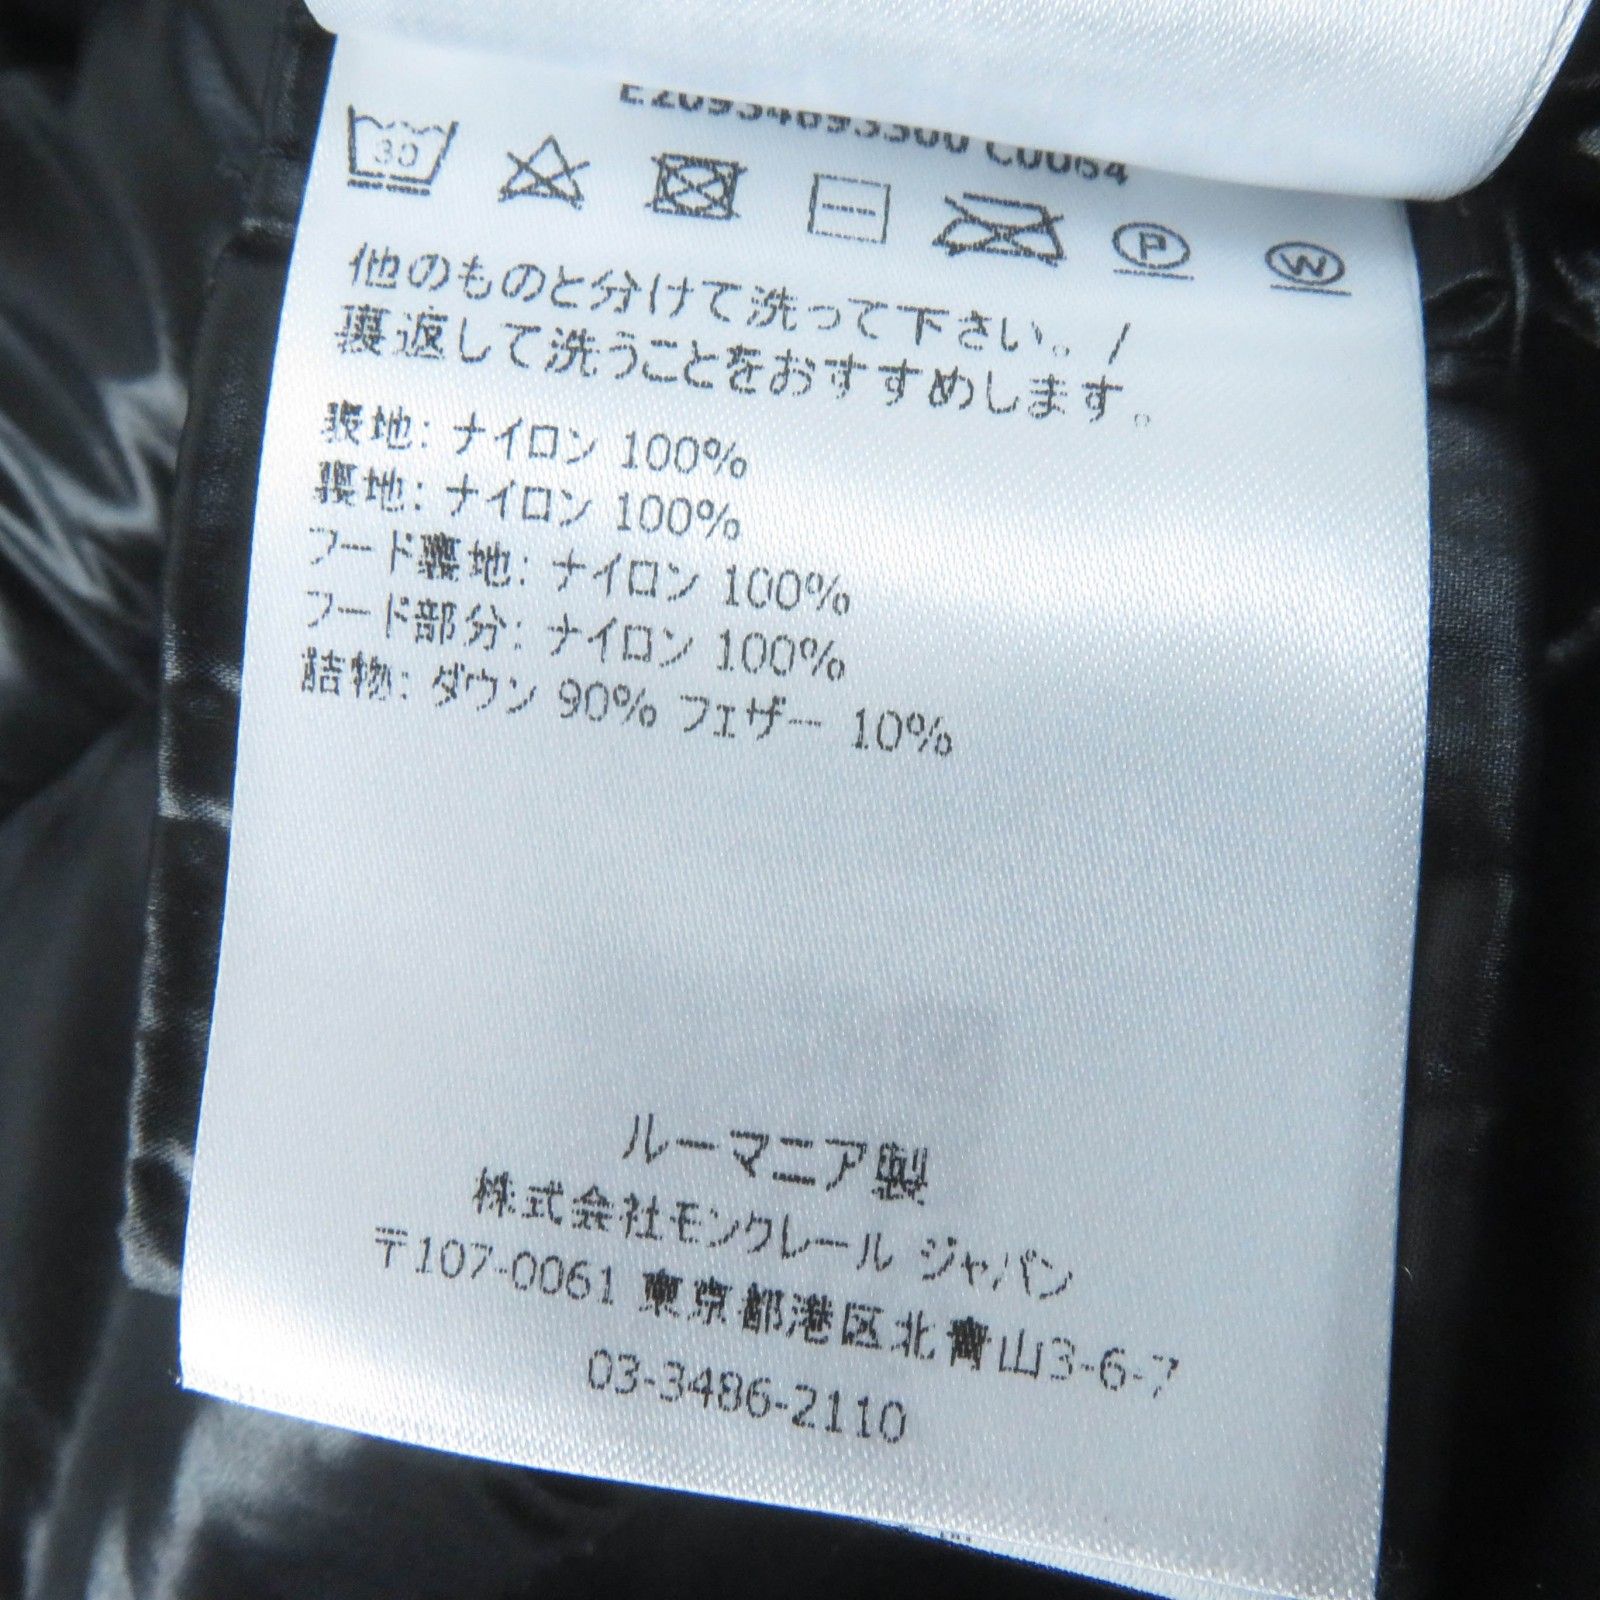 E20934693300 C0064
30
P
W
他のものと分けて洗って下さい。/
裏返して洗うことをおすすめします。
表地: ナイロン 100%
裏地: ナイロン 100%
フード裏地: ナイロン 100%
フード部分: ナイロン 100%
詰物: ダウン 90% フェザー 10%
ルーマニア製
株式会社モンクレール ジャパン
〒107-0061 東京都港区北青山3-6-7
03-3486-2110